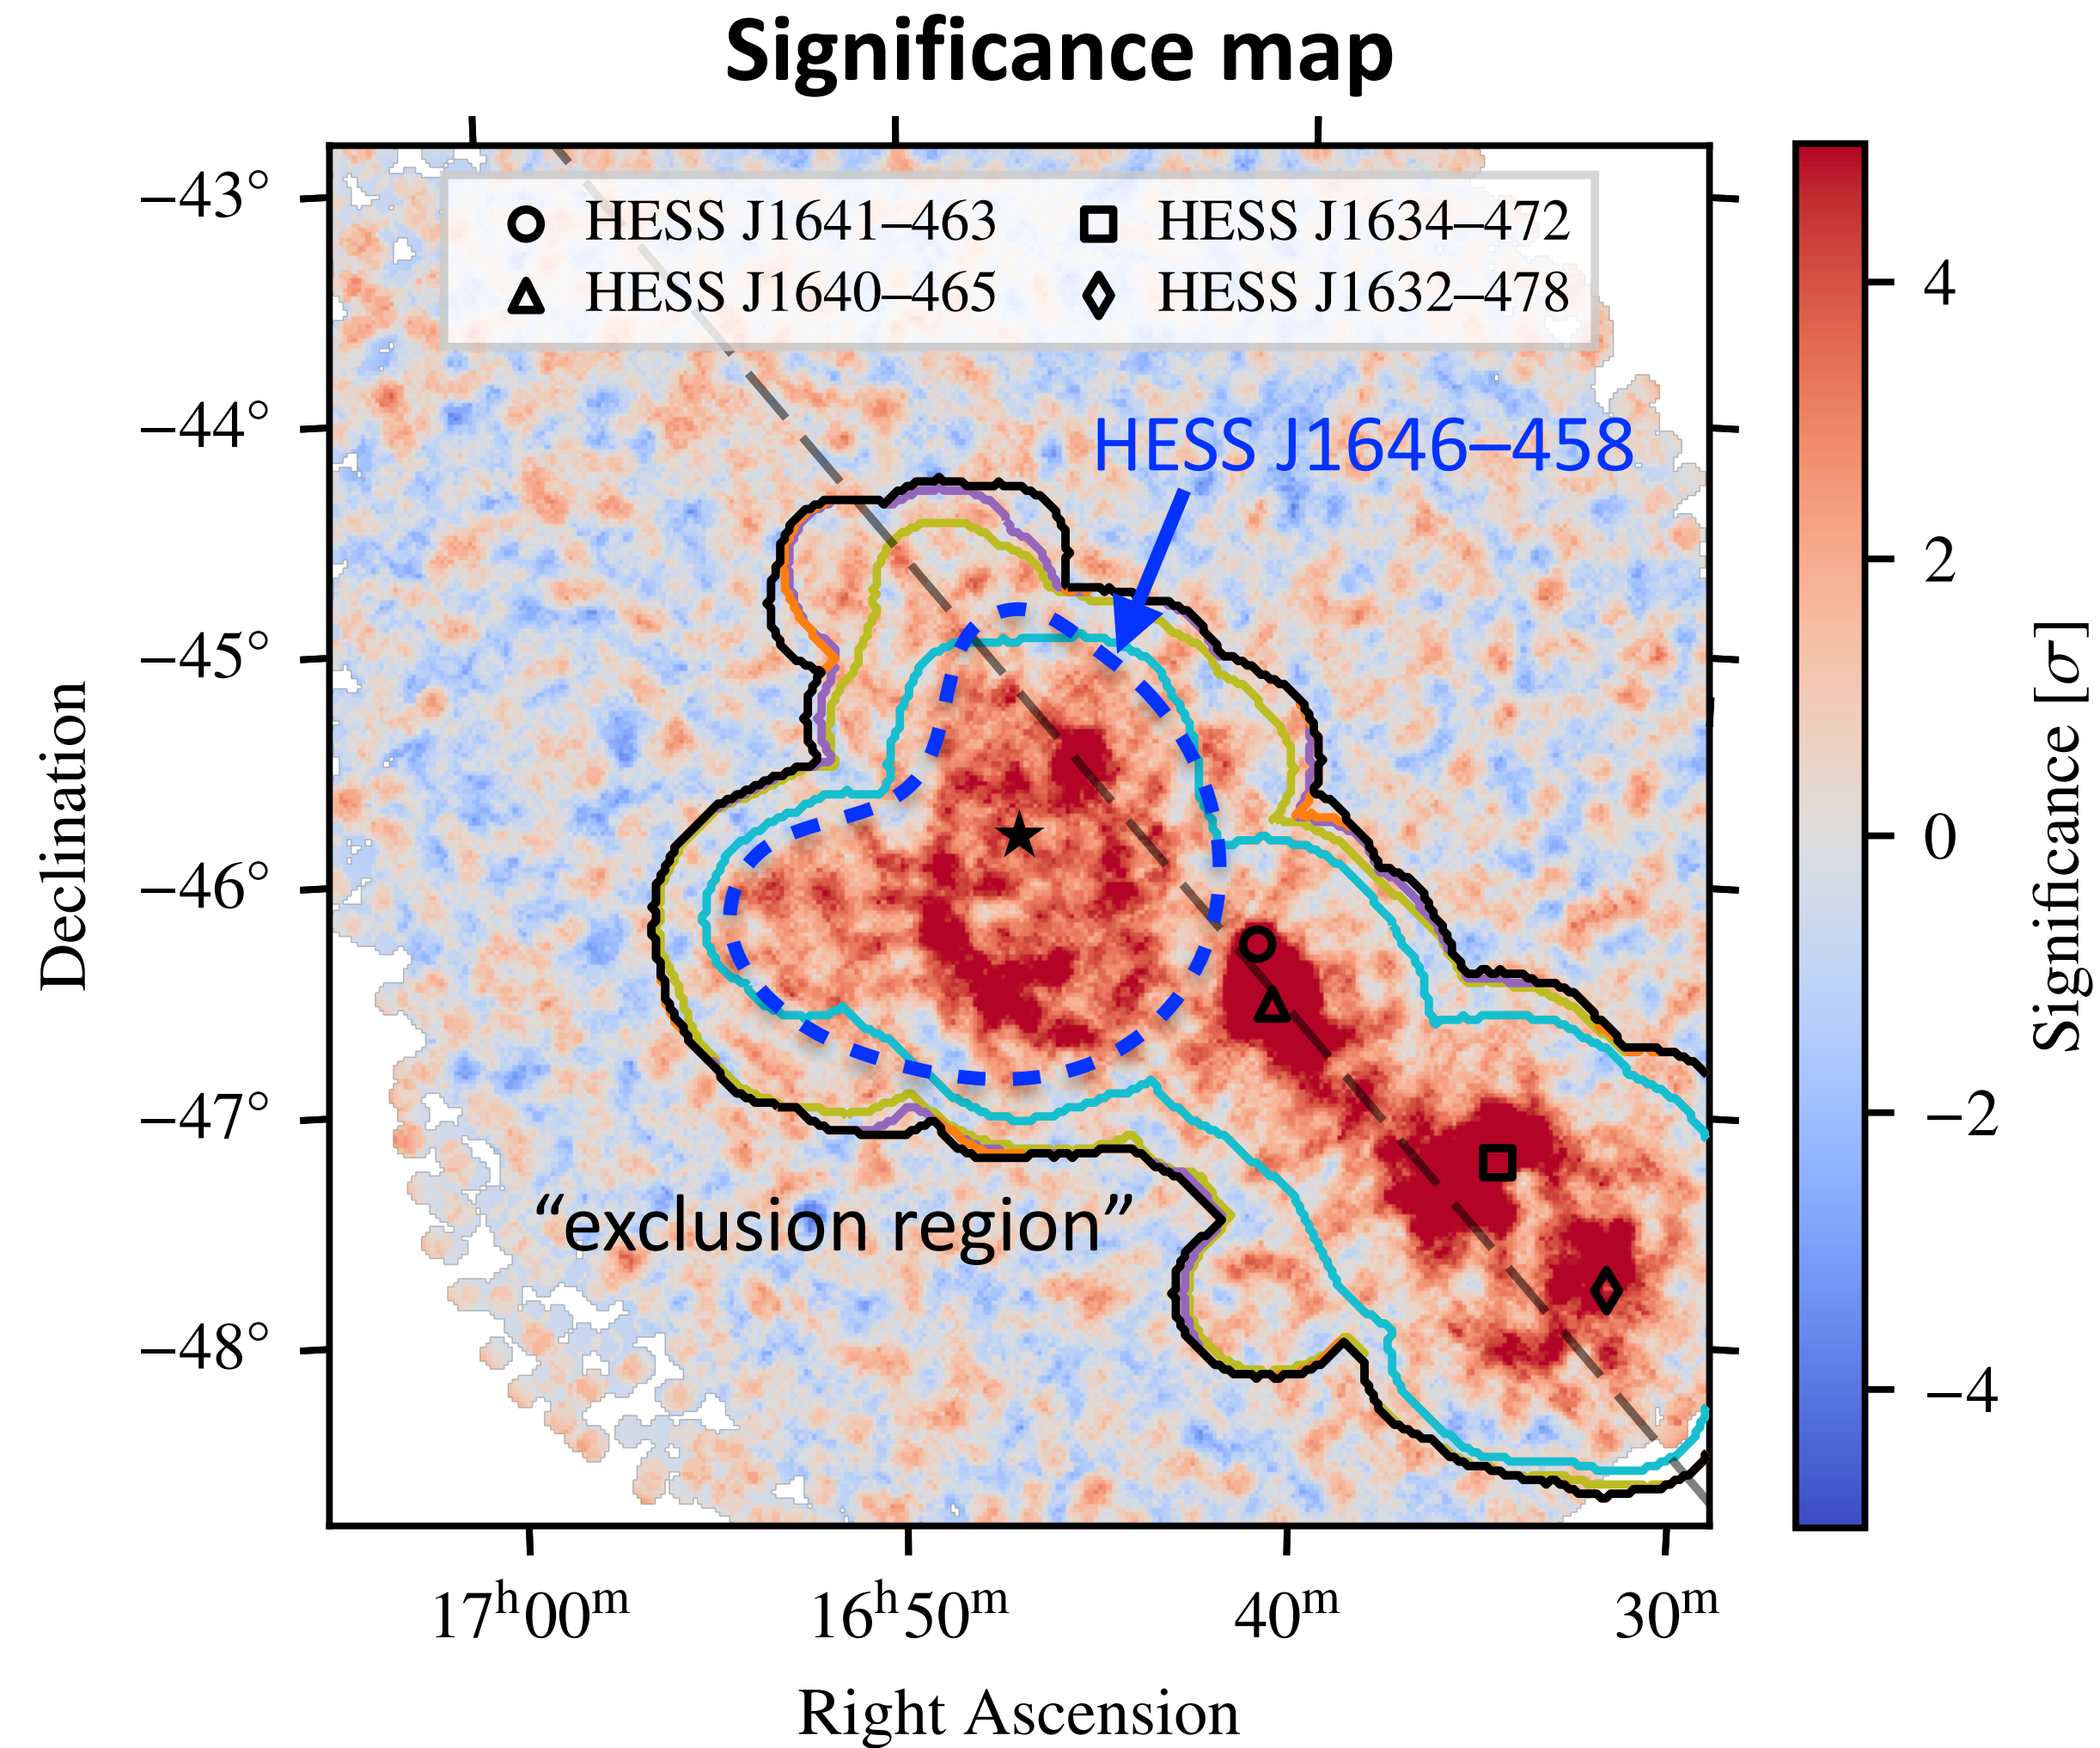 Significance map
HESS J1641–463
HESS J1634–472
HESS J1640–465
HESS J1632–478
HESS J1646–458
“exclusion region”
−43°
−44°
−45°
−46°
−47°
−48°
Declination
17ʰ00ᵐ
16ʰ50ᵐ
40ᵐ
30ᵐ
Right Ascension
4
2
0
−2
−4
Significance [σ]